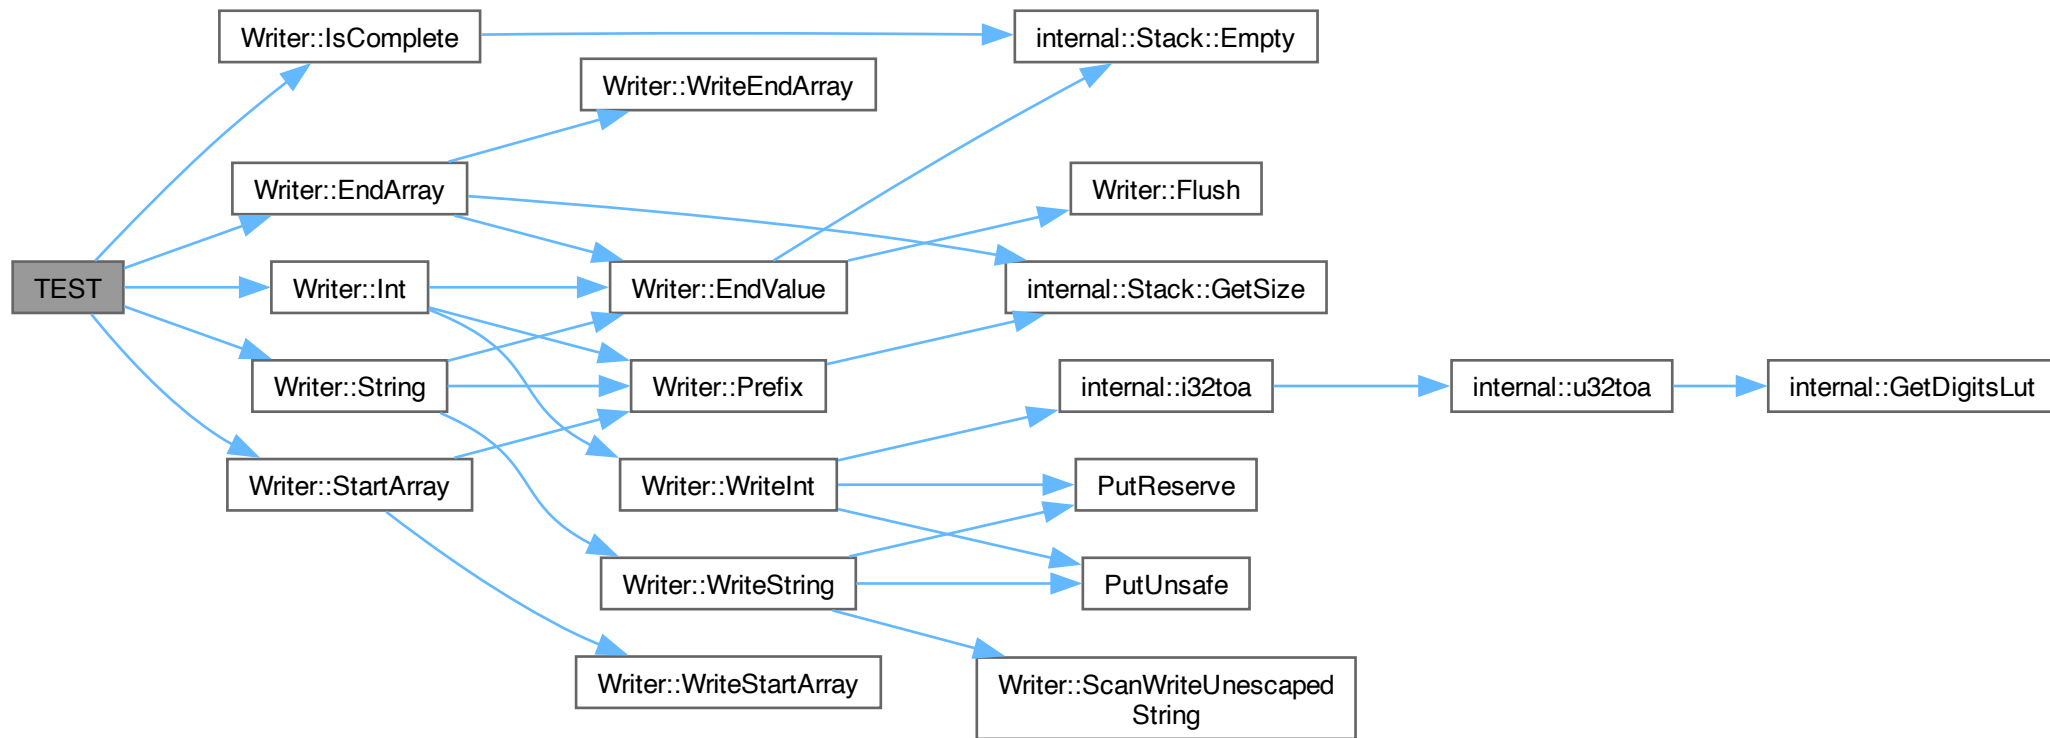 TEST
Writer::IsComplete
Writer::EndArray
Writer::Int
Writer::String
Writer::StartArray
Writer::WriteEndArray
Writer::EndValue
Writer::Prefix
Writer::WriteInt
Writer::WriteString
Writer::WriteStartArray
internal::Stack::Empty
Writer::Flush
internal::Stack::GetSize
internal::i32toa
PutReserve
PutUnsafe
Writer::ScanWriteUnescaped
String
internal::u32toa
internal::GetDigitsLut